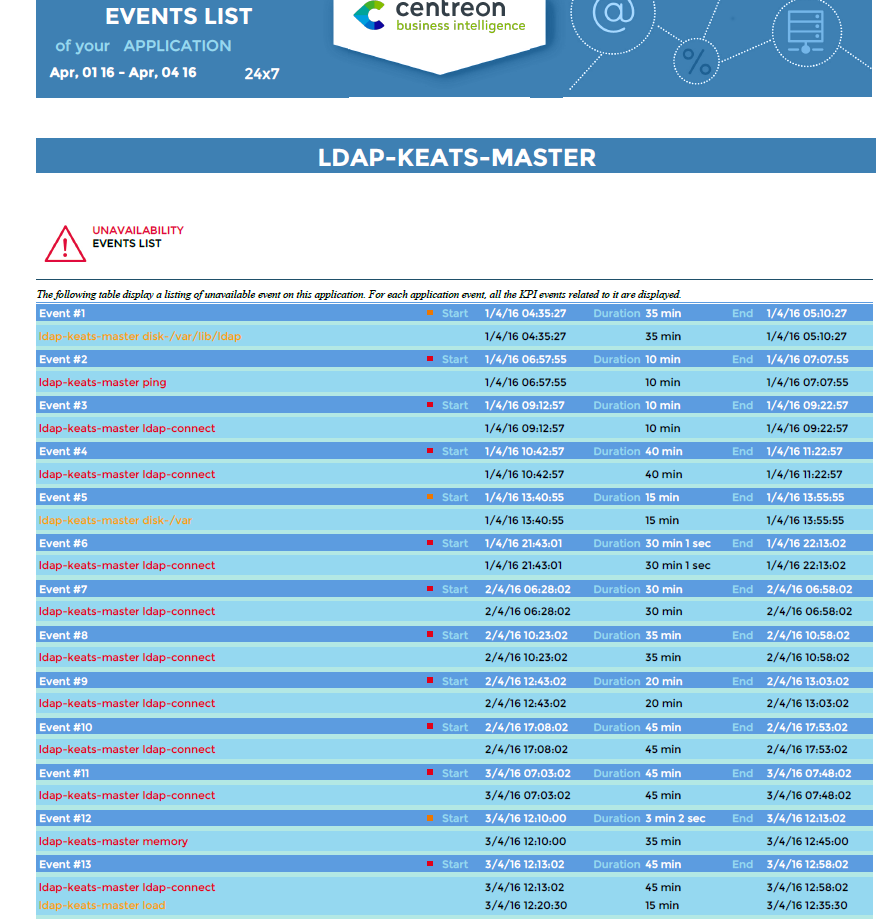 EVENTS LIST
of your APPLICATION
Apr, 01 16 - Apr, 04 16 24x7
centreon
business intelligence
@
%
LDAP-KEATS-MASTER
UNAVAILABILITY
EVENTS LIST
The following table display a listing of unavailable event on this application. For each application event, all the KPI events related to it are displayed.
Event #1 Start 1/4/16 04:35:27 Duration 35 min End 1/4/16 05:10:27
ldap-keats-master disk-/var/lib/ldap 1/4/16 04:35:27 35 min 1/4/16 05:10:27
Event #2 Start 1/4/16 06:57:55 Duration 10 min End 1/4/16 07:07:55
ldap-keats-master ping 1/4/16 06:57:55 10 min 1/4/16 07:07:55
Event #3 Start 1/4/16 09:12:57 Duration 10 min End 1/4/16 09:22:57
ldap-keats-master ldap-connect 1/4/16 09:12:57 10 min 1/4/16 09:22:57
Event #4 Start 1/4/16 10:42:57 Duration 40 min End 1/4/16 11:22:57
ldap-keats-master ldap-connect 1/4/16 10:42:57 40 min 1/4/16 11:22:57
Event #5 Start 1/4/16 13:40:55 Duration 15 min End 1/4/16 13:55:55
ldap-keats-master disk-/var 1/4/16 13:40:55 15 min 1/4/16 13:55:55
Event #6 Start 1/4/16 21:43:01 Duration 30 min 1 sec End 1/4/16 22:13:02
ldap-keats-master ldap-connect 1/4/16 21:43:01 30 min 1 sec 1/4/16 22:13:02
Event #7 Start 2/4/16 06:28:02 Duration 30 min End 2/4/16 06:58:02
ldap-keats-master ldap-connect 2/4/16 06:28:02 30 min 2/4/16 06:58:02
Event #8 Start 2/4/16 10:23:02 Duration 35 min End 2/4/16 10:58:02
ldap-keats-master ldap-connect 2/4/16 10:23:02 35 min 2/4/16 10:58:02
Event #9 Start 2/4/16 12:43:02 Duration 20 min End 2/4/16 13:03:02
ldap-keats-master ldap-connect 2/4/16 12:43:02 20 min 2/4/16 13:03:02
Event #10 Start 2/4/16 17:08:02 Duration 45 min End 2/4/16 17:53:02
ldap-keats-master ldap-connect 2/4/16 17:08:02 45 min 2/4/16 17:53:02
Event #11 Start 3/4/16 07:03:02 Duration 45 min End 3/4/16 07:48:02
ldap-keats-master ldap-connect 3/4/16 07:03:02 45 min 3/4/16 07:48:02
Event #12 Start 3/4/16 12:10:00 Duration 3 min 2 sec End 3/4/16 12:13:02
ldap-keats-master memory 3/4/16 12:10:00 35 min 3/4/16 12:45:00
Event #13 Start 3/4/16 12:13:02 Duration 45 min End 3/4/16 12:58:02
ldap-keats-master ldap-connect 3/4/16 12:13:02 45 min 3/4/16 12:58:02
ldap-keats-master load 3/4/16 12:20:30 15 min 3/4/16 12:35:30